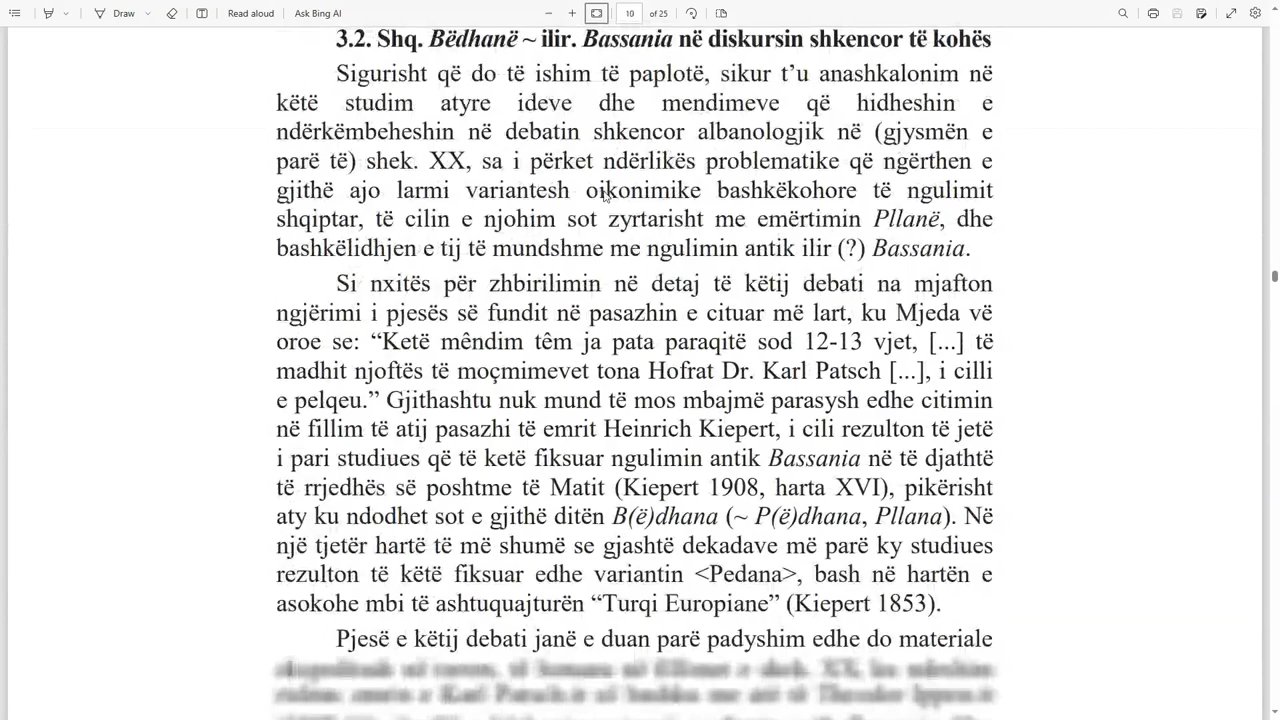 Draw
Read aloud
Ask Bing AI
10 of 25
3.2. Shq. Bëdhanë ~ ilir. Bassania në diskursin shkencor të kohës
Sigurisht që do të ishim të paplotë, sikur t’u anashkalonim në
këtë studim atyre ideve dhe mendimeve që hidheshin e
ndërkëmbeheshin në debatin shkencor albanologjik në (gjysmën e
parë të) shek. XX, sa i përket ndërlikës problematike që ngërthen e
gjithë ajo larmi variantesh oikonimike bashkëkohore të ngulimit
shqiptar, të cilin e njohim sot zyrtarisht me emërtimin Pllanë, dhe
bashkëlidhjen e tij të mundshme me ngulimin antik ilir (?) Bassania.
Si nxitës për zhbirilimin në detaj të këtij debati na mjafton
ngjërimi i pjesës së fundit në pasazhin e cituar më lart, ku Mjeda vë
oroe se: “Ketë mêndim têm ja pata paraqitë sod 12-13 vjet, [...] të
madhit njoftës të moçmimevet tona Hofrat Dr. Karl Patsch [...], i cilli
e pelqeu.” Gjithashtu nuk mund të mos mbajmë parasysh edhe citimin
në fillim të atij pasazhi të emrit Heinrich Kiepert, i cili rezulton të jetë
i pari studiues që të ketë fiksuar ngulimin antik Bassania në të djathtë
të rrjedhës së poshtme të Matit (Kiepert 1908, harta XVI), pikërisht
aty ku ndodhet sot e gjithë ditën B(ë)dhana (~ P(ë)dhana, Pllana). Në
një tjetër hartë të më shumë se gjashtë dekadave më parë ky studiues
rezulton të këtë fiksuar edhe variantin <Pedana>, bash në hartën e
asokohe mbi të ashtuquajturën “Turqi Europiane” (Kiepert 1853).
Pjesë e këtij debati janë e duan parë padyshim edhe do materiale